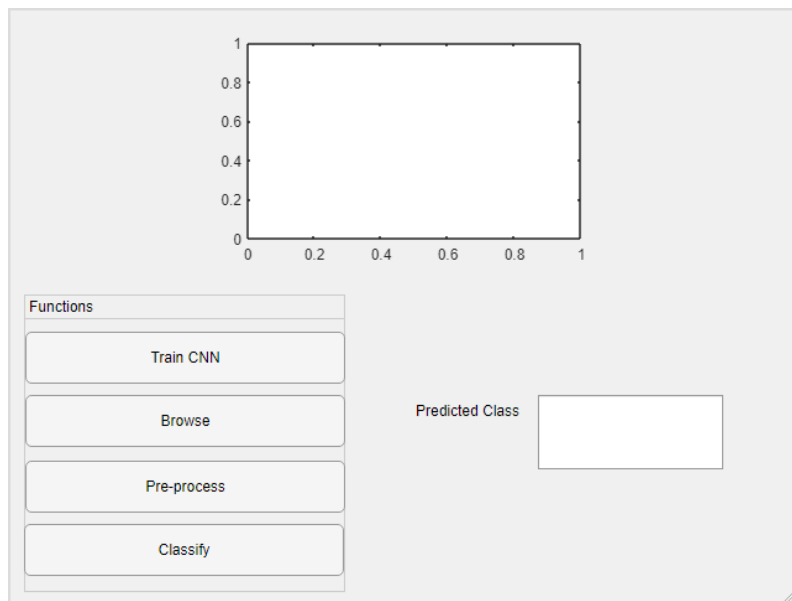 1
0.8
0.6
0.4
0.2
0
0 0.2 0.4 0.6 0.8 1
Functions
Train CNN
Browse
Pre-process
Classify
Predicted Class